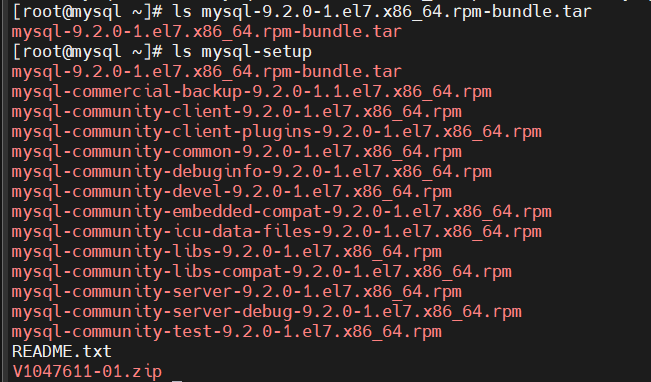 [root@mysql ~]# ls mysql-9.2.0-1.el7.x86_64.rpm-bundle.tar
mysql-9.2.0-1.el7.x86_64.rpm-bundle.tar
[root@mysql ~]# ls mysql-setup
mysql-9.2.0-1.el7.x86_64.rpm-bundle.tar
mysql-commercial-backup-9.2.0-1.1.el7.x86_64.rpm
mysql-community-client-9.2.0-1.el7.x86_64.rpm
mysql-community-client-plugins-9.2.0-1.el7.x86_64.rpm
mysql-community-common-9.2.0-1.el7.x86_64.rpm
mysql-community-debuginfo-9.2.0-1.el7.x86_64.rpm
mysql-community-devel-9.2.0-1.el7.x86_64.rpm
mysql-community-embedded-compat-9.2.0-1.el7.x86_64.rpm
mysql-community-icu-data-files-9.2.0-1.el7.x86_64.rpm
mysql-community-libs-9.2.0-1.el7.x86_64.rpm
mysql-community-libs-compat-9.2.0-1.el7.x86_64.rpm
mysql-community-server-9.2.0-1.el7.x86_64.rpm
mysql-community-server-debug-9.2.0-1.el7.x86_64.rpm
mysql-community-test-9.2.0-1.el7.x86_64.rpm
README.txt
V1047611-01.zip